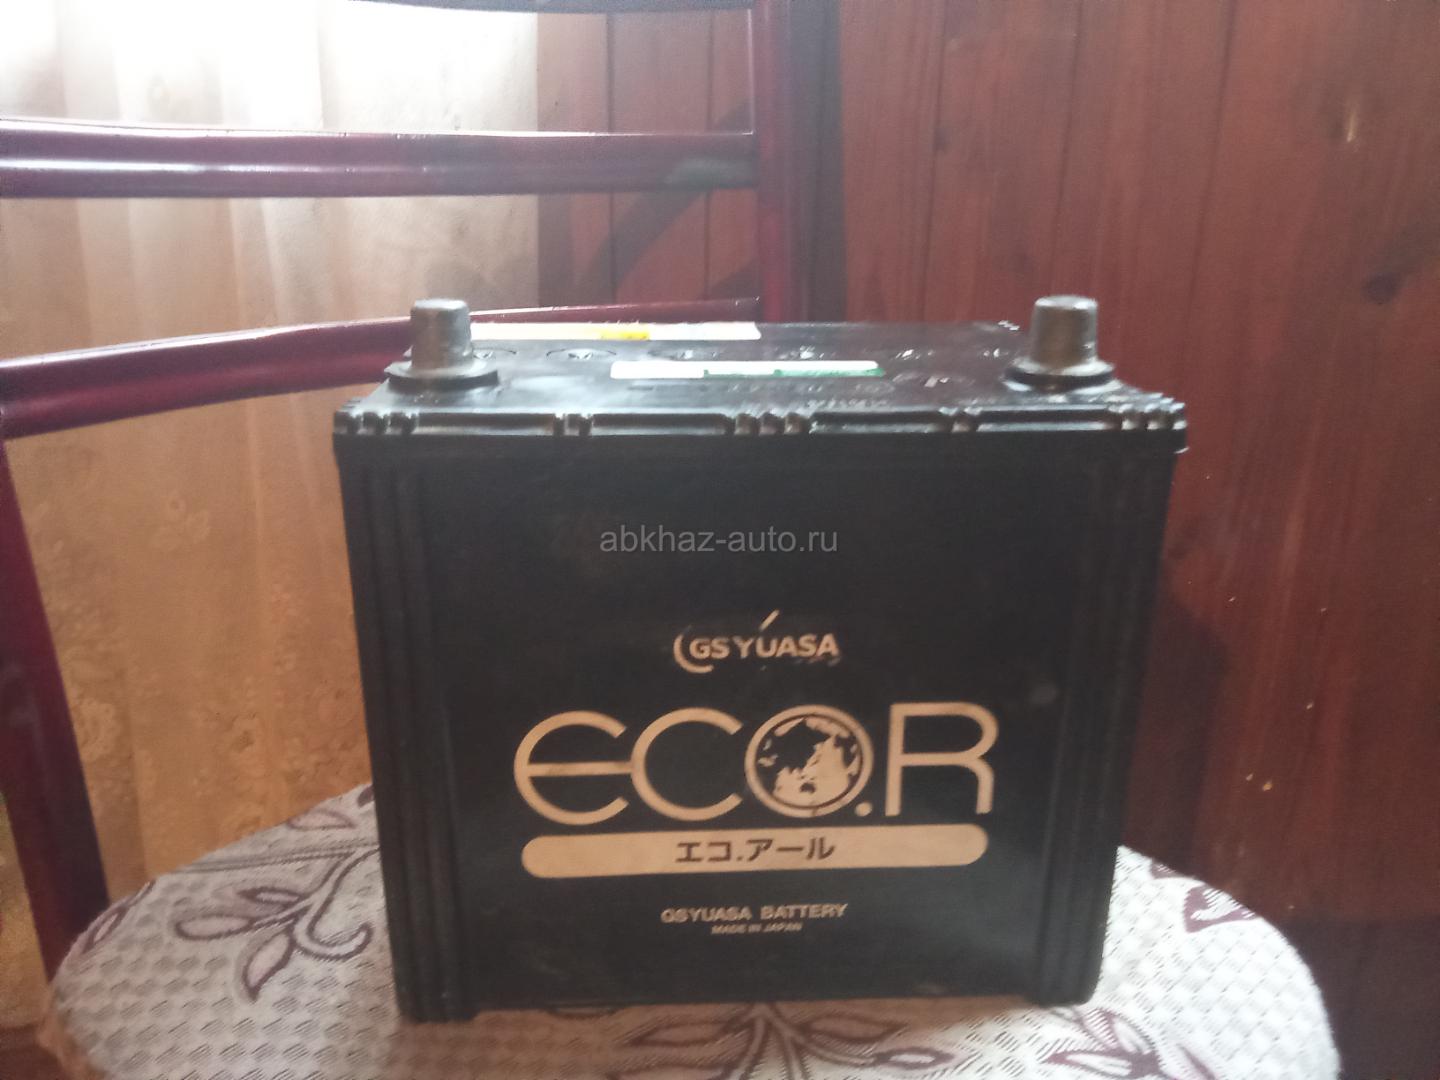 abkhaz-auto.ru
GS YUASA
eCO.R
エコ.アール
GSYUASA BATTERY
MADE IN JAPAN